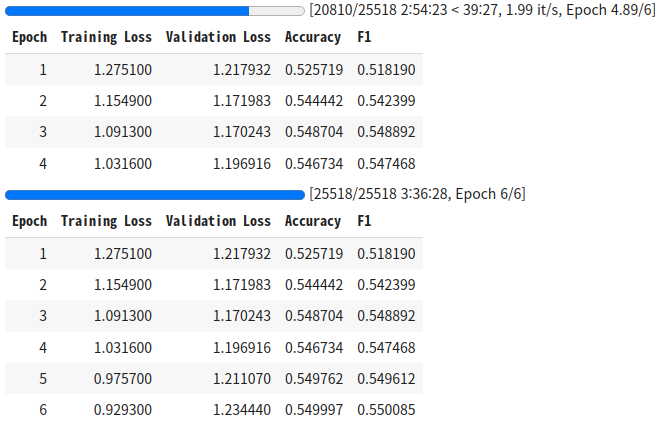 [20810/25518 2:54:23 < 39:27, 1.99 it/s, Epoch 4.89/6]
Epoch Training Loss Validation Loss Accuracy F1
1 1.275100 1.217932 0.525719 0.518190
2 1.154900 1.171983 0.544442 0.542399
3 1.091300 1.170243 0.548704 0.548892
4 1.031600 1.196916 0.546734 0.547468
[25518/25518 3:36:28, Epoch 6/6]
Epoch Training Loss Validation Loss Accuracy F1
1 1.275100 1.217932 0.525719 0.518190
2 1.154900 1.171983 0.544442 0.542399
3 1.091300 1.170243 0.548704 0.548892
4 1.031600 1.196916 0.546734 0.547468
5 0.975700 1.211070 0.549762 0.549612
6 0.929300 1.234440 0.549997 0.550085